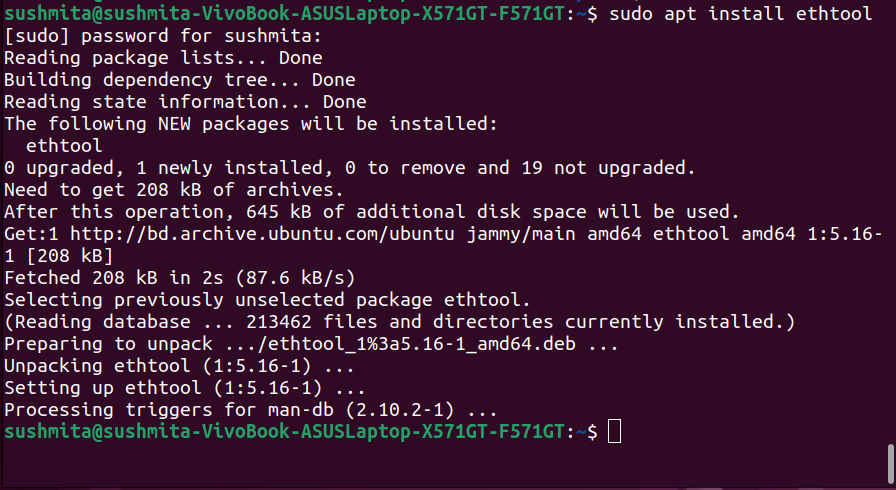 sushmita@sushmita-VivoBook-ASUSLaptop-X571GT-F571GT:~$ sudo apt install ethtool
[sudo] password for sushmita:
Reading package lists... Done
Building dependency tree... Done
Reading state information... Done
The following NEW packages will be installed:
  ethtool
0 upgraded, 1 newly installed, 0 to remove and 19 not upgraded.
Need to get 208 kB of archives.
After this operation, 645 kB of additional disk space will be used.
Get:1 http://bd.archive.ubuntu.com/ubuntu jammy/main amd64 ethtool amd64 1:5.16-
1 [208 kB]
Fetched 208 kB in 2s (87.6 kB/s)
Selecting previously unselected package ethtool.
(Reading database ... 213462 files and directories currently installed.)
Preparing to unpack .../ethtool_1%3a5.16-1_amd64.deb ...
Unpacking ethtool (1:5.16-1) ...
Setting up ethtool (1:5.16-1) ...
Processing triggers for man-db (2.10.2-1) ...
sushmita@sushmita-VivoBook-ASUSLaptop-X571GT-F571GT:~$